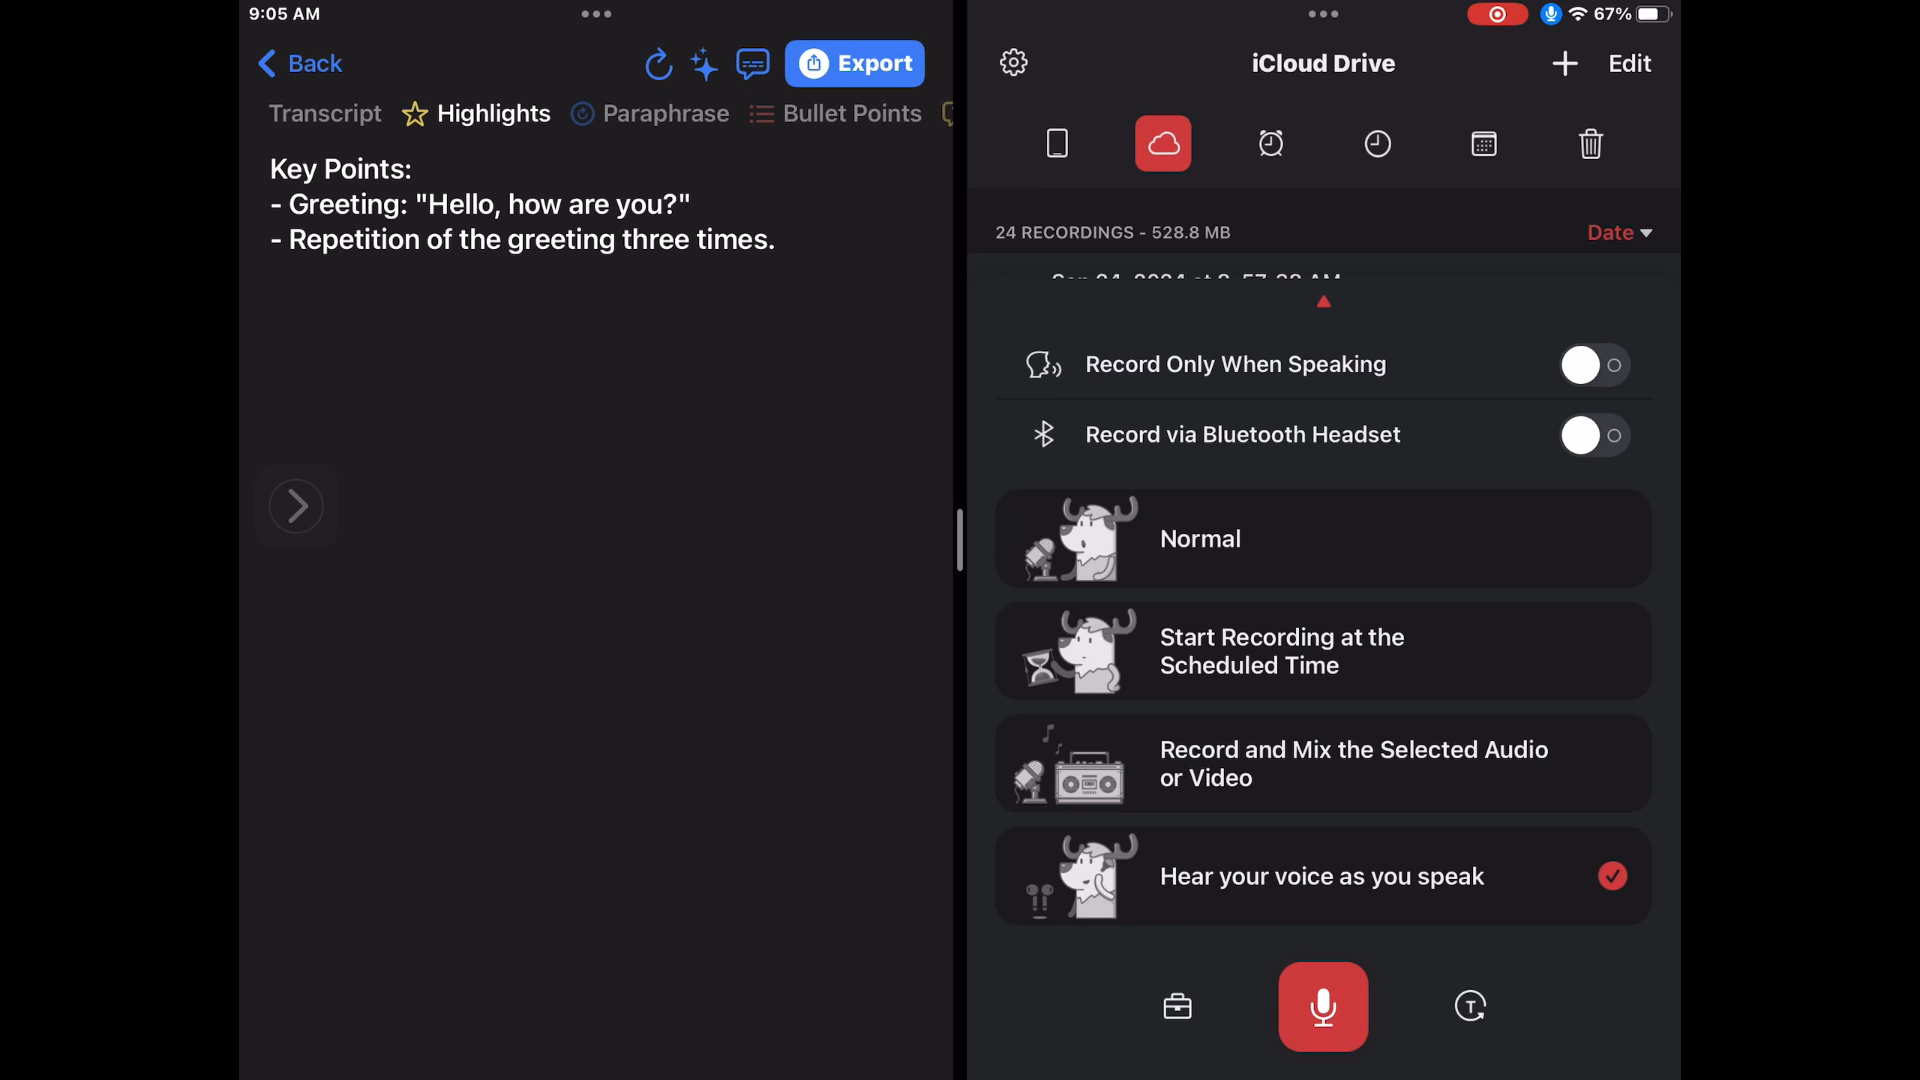 9:05 AM
Back
Export
Transcript Highlights Paraphrase Bullet Points
Key Points:
- Greeting: "Hello, how are you?"
- Repetition of the greeting three times.
67%
iCloud Drive
Edit
24 RECORDINGS - 528.8 MB
Date
Record Only When Speaking
Record via Bluetooth Headset
Normal
Start Recording at the
Scheduled Time
Record and Mix the Selected Audio
or Video
Hear your voice as you speak
T